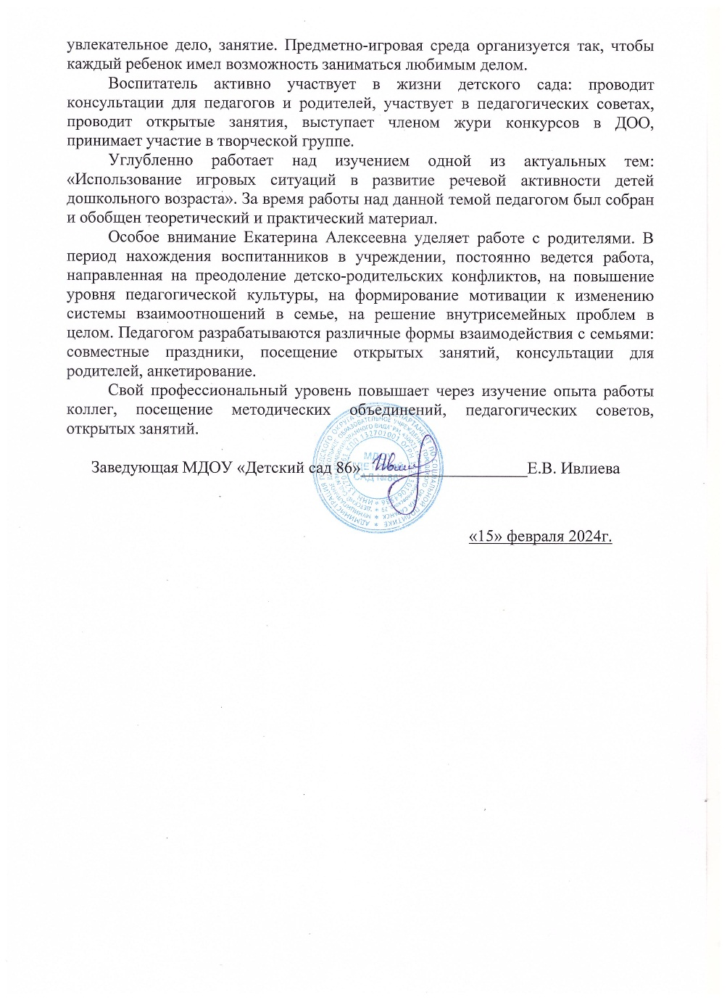 увлекательное дело, занятие. Предметно-игровая среда организуется так, чтобы
каждый ребенок имел возможность заниматься любимым делом.
Воспитатель активно участвует в жизни детского сада: проводит
консультации для педагогов и родителей, участвует в педагогических советах,
проводит открытые занятия, выступает членом жури конкурсов в ДОО,
принимает участие в творческой группе.
Углубленно работает над изучением одной из актуальных тем:
«Использование игровых ситуаций в развитие речевой активности детей
дошкольного возраста». За время работы над данной темой педагогом был собран
и обобщен теоретический и практический материал.
Особое внимание Екатерина Алексеевна уделяет работе с родителями. В
период нахождения воспитанников в учреждении, постоянно ведется работа,
направленная на преодоление детско-родительских конфликтов, на повышение
уровня педагогической культуры, на формирование мотивации к изменению
системы взаимоотношений в семье, на решение внутрисемейных проблем в
целом. Педагогом разрабатываются различные формы взаимодействия с семьями:
совместные праздники, посещение открытых занятий, консультации для
родителей, анкетирование.
Свой профессиональный уровень повышает через изучение опыта работы
коллег, посещение методических объединений, педагогических советов,
открытых занятий.
Заведующая МДОУ «Детский сад 86»____________________Е.В. Ивлиева
САД №86"
«15» февраля 2024г.